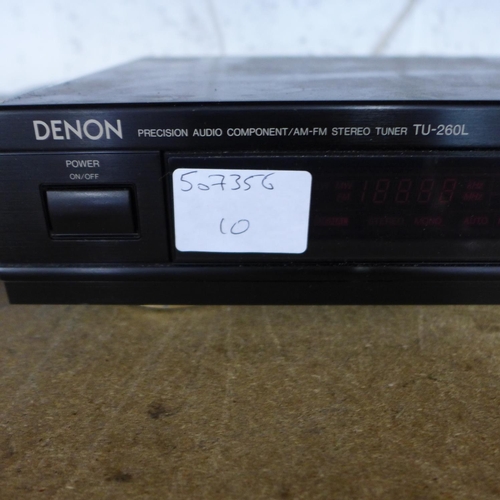 DENON PRECISION AUDIO COMPONENT/AM-FM STEREO TUNER TU-260L
POWER
ON/OFF
507356
10